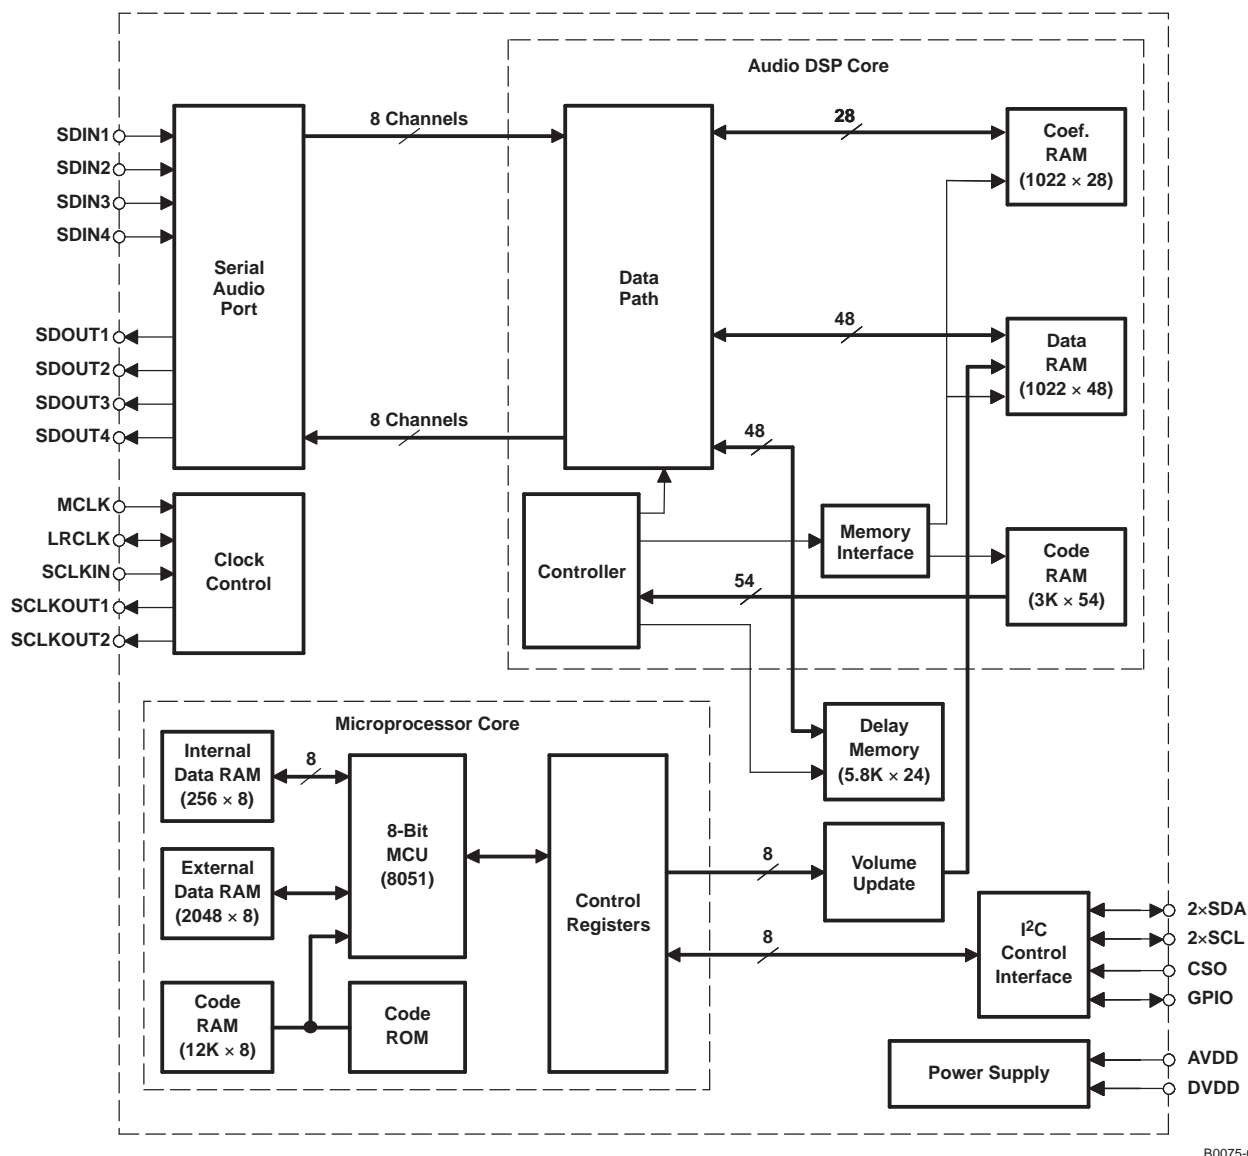 Audio DSP Core
SDIN1
SDIN2
SDIN3
SDIN4
SDOUT1
SDOUT2
SDOUT3
SDOUT4
Serial
Audio
Port
8 Channels
8 Channels
Data
Path
28
Coef.
RAM
(1022 × 28)
48
Data
RAM
(1022 × 48)
48
MCLK
LRCLK
SCLKIN
SCLKOUT1
SCLKOUT2
Clock
Control
Controller
Memory
Interface
54
Code
RAM
(3K × 54)
Delay
Memory
(5.8K × 24)
Microprocessor Core
Internal
Data RAM
(256 × 8)
8
External
Data RAM
(2048 × 8)
8-Bit
MCU
(8051)
Code
RAM
(12K × 8)
Code
ROM
Control
Registers
8
Volume
Update
8
I²C
Control
Interface
2×SDA
2×SCL
CSO
GPIO
Power Supply
AVDD
DVDD